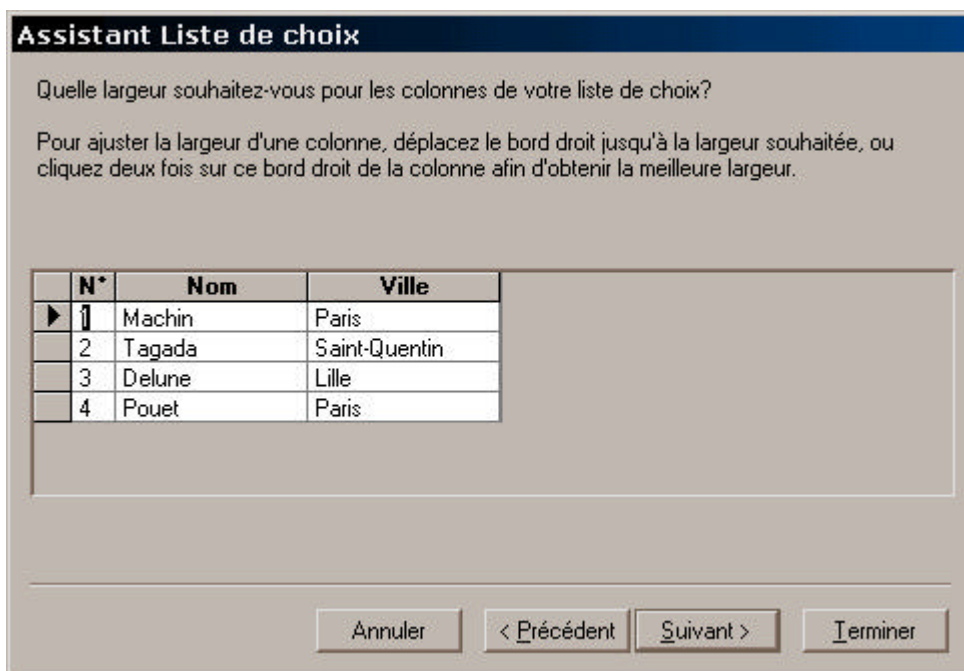 Assistant Liste de choix
Quelle largeur souhaitez-vous pour les colonnes de votre liste de choix?
Pour ajuster la largeur d'une colonne, déplacez le bord droit jusqu'à la largeur souhaitée, ou
cliquez deux fois sur ce bord droit de la colonne afin d'obtenir la meilleure largeur.
N° Nom Ville
1 Machin Paris
2 Tagada Saint-Quentin
3 Delune Lille
4 Pouet Paris
Annuler < Précédent Suivant > Terminer